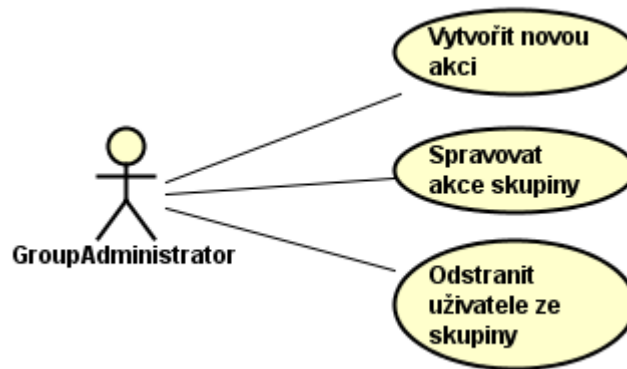 Vytvořit novou
akci
Spravovat
akce skupiny
GroupAdministrator
Odstranit
uživatele ze
skupiny